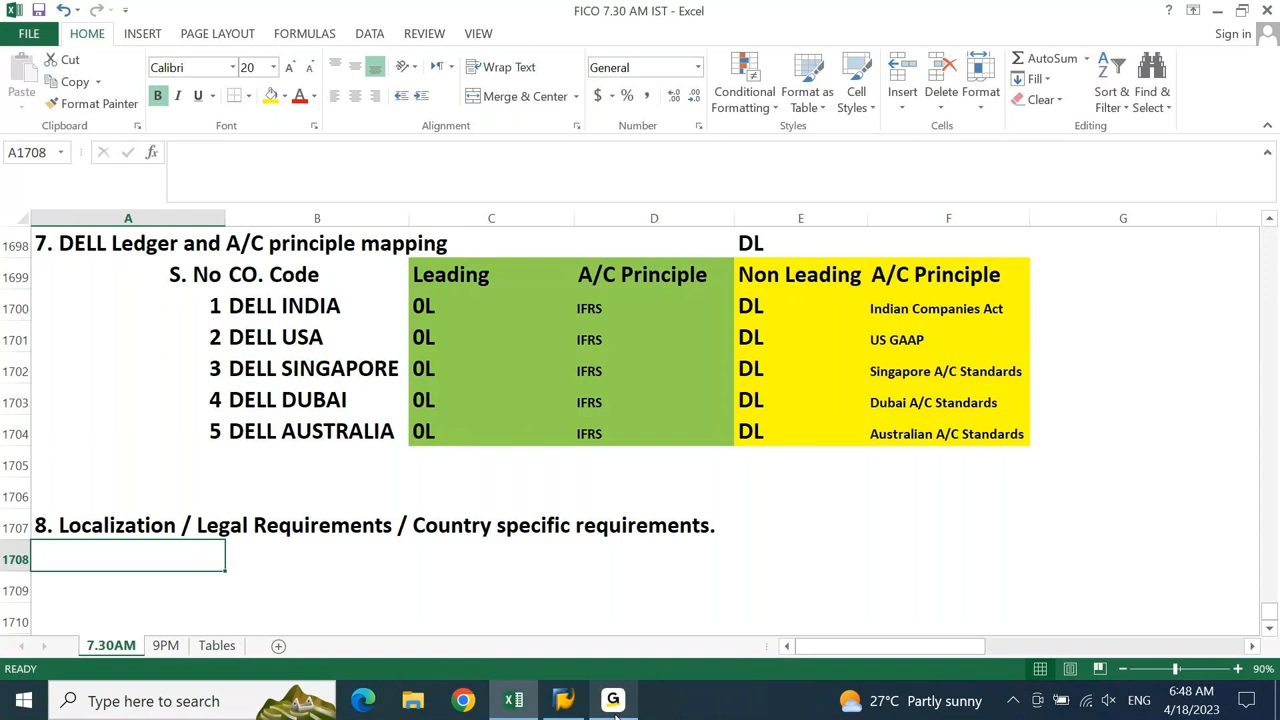 FICO 7.30 AM IST - Excel
?
FILE HOME INSERT PAGE LAYOUT FORMULAS DATA REVIEW VIEW Sign in
Paste Cut Copy Format Painter
Calibri 20
B I U
Wrap Text
Merge & Center
General
$ % ,
Conditional Formatting Format as Table Cell Styles
Insert Delete Format
AutoSum
Fill
Clear
Sort & Filter Find & Select
Clipboard Font Alignment Number Styles Cells Editing
A1708 fx
A B C D E F G
1698 7. DELL Ledger and A/C principle mapping DL
1699 S. No CO. Code Leading A/C Principle Non Leading A/C Principle
1700 1 DELL INDIA 0L IFRS DL Indian Companies Act
1701 2 DELL USA 0L IFRS DL US GAAP
1702 3 DELL SINGAPORE 0L IFRS DL Singapore A/C Standards
1703 4 DELL DUBAI 0L IFRS DL Dubai A/C Standards
1704 5 DELL AUSTRALIA 0L IFRS DL Australian A/C Standards
1705
1706
1707 8. Localization / Legal Requirements / Country specific requirements.
1708
1709
1710
7.30AM 9PM Tables
READY 90%
Type here to search 27°C Partly sunny ENG 6:48 AM
4/18/2023